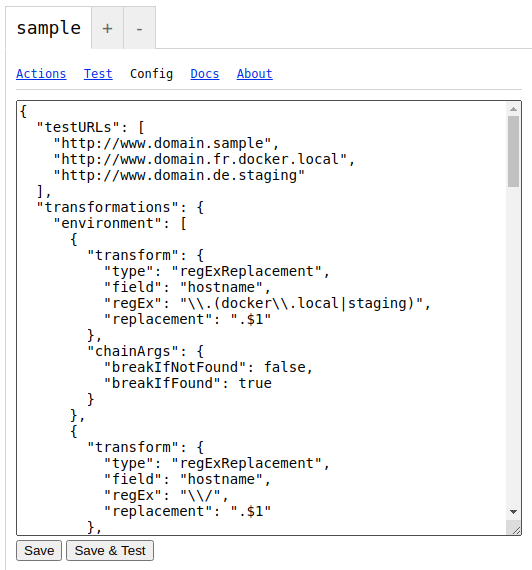 sample + -
Actions Test Config Docs About
{
  "testURLs": [
    "http://www.domain.sample",
    "http://www.domain.fr.docker.local",
    "http://www.domain.de.staging"
  ],
  "transformations": {
    "environment": [
      {
        "transform": {
          "type": "regExReplacement",
          "field": "hostname",
          "regEx": "\\.(docker\\.local|staging)",
          "replacement": ".$1"
        },
        "chainArgs": {
          "breakIfNotFound": false,
          "breakIfFound": true
        }
      },
      {
        "transform": {
          "type": "regExReplacement",
          "field": "hostname",
          "regEx": "\\/",
          "replacement": ".$1"
        },
Save Save & Test